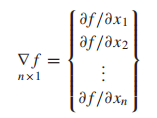 ∂f/∂x₁
∂f/∂x₂
∇f =
n×1
⋮
∂f/∂xₙ